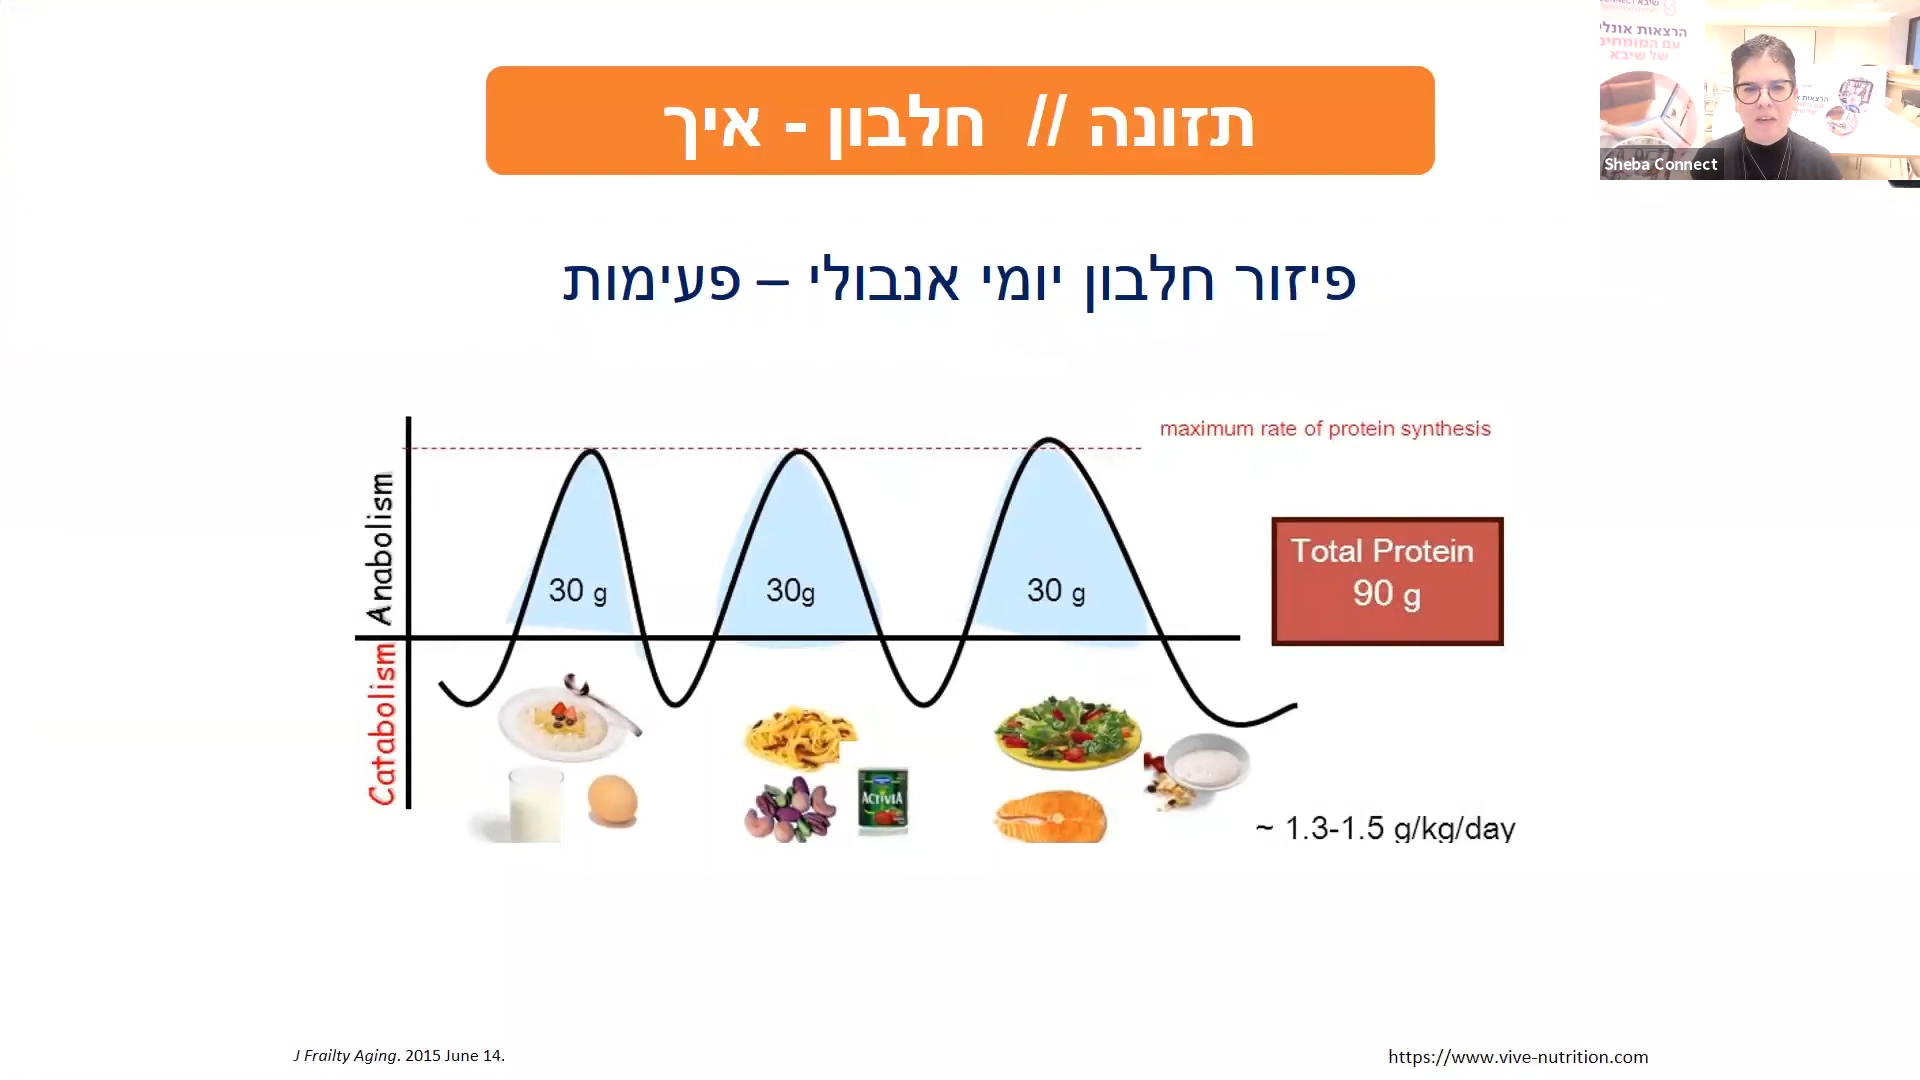 תזונה // חלבון - איך
פיזור חלבון יומי אנבולי – פעימות
הרצאות אונליי
עם המומחים
של שיבא
Sheba Connect
maximum rate of protein synthesis
Anabolism
Catabolism
30 g
30g
30 g
Total Protein
90 g
ACTIVIA
~ 1.3-1.5 g/kg/day
J Frailty Aging. 2015 June 14.
https://www.vive-nutrition.com